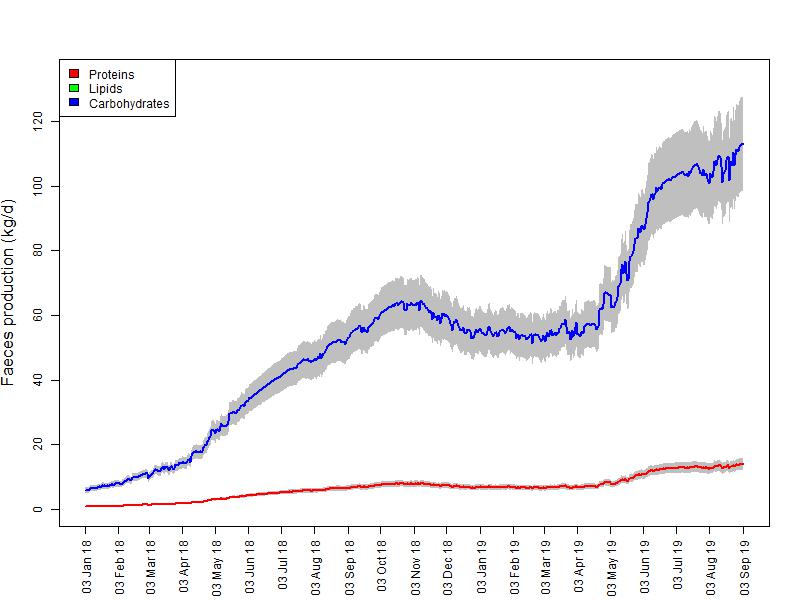 Proteins
Lipids
Carbohydrates
Faeces production (kg/d)
120
100
80
60
40
20
0
03 Jan 18
03 Feb 18
03 Mar 18
03 Apr 18
03 May 18
03 Jun 18
03 Jul 18
03 Aug 18
03 Sep 18
03 Oct 18
03 Nov 18
03 Dec 18
03 Jan 19
03 Feb 19
03 Mar 19
03 Apr 19
03 May 19
03 Jun 19
03 Jul 19
03 Aug 19
03 Sep 19